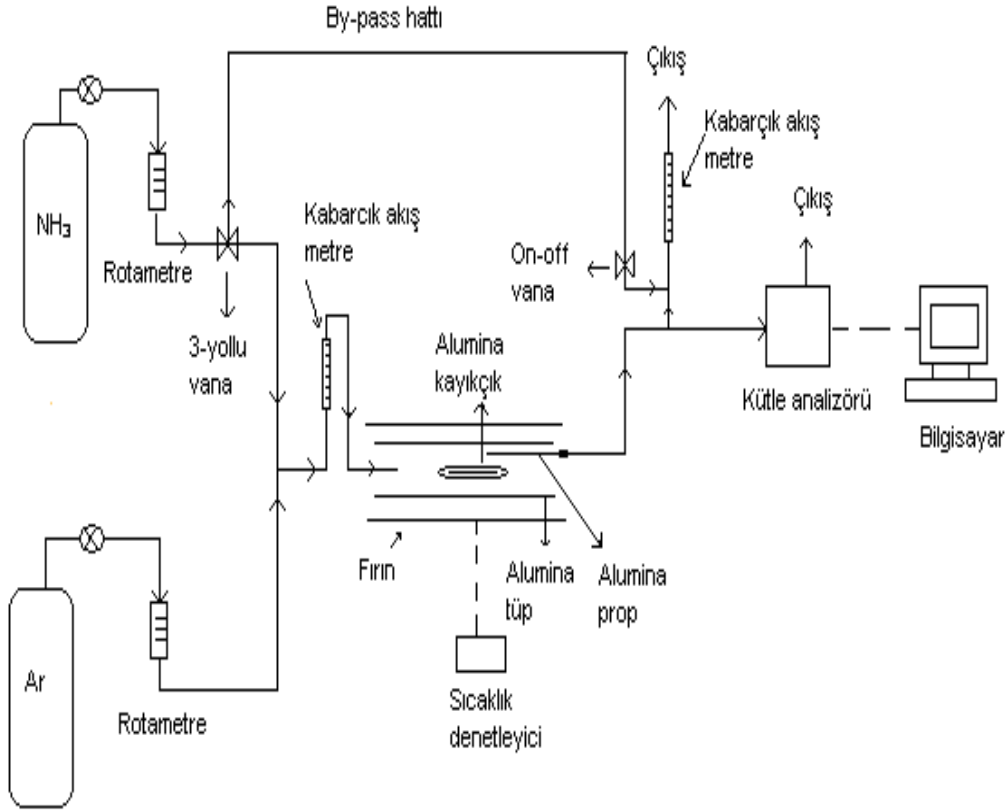 By-pass hattı
Çıkış
Kabarçık akış
metre
NH₃
Rotametre
Kabarcık akış
metre
Çıkış
On-off
vana
3-yollu
vana
Alumina
kayıkçık
Kütle analizörü
Bilgisayar
Fırın
Alumina
tüp
Alumina
prop
Ar
Rotametre
Sıcaklık
denetleyici